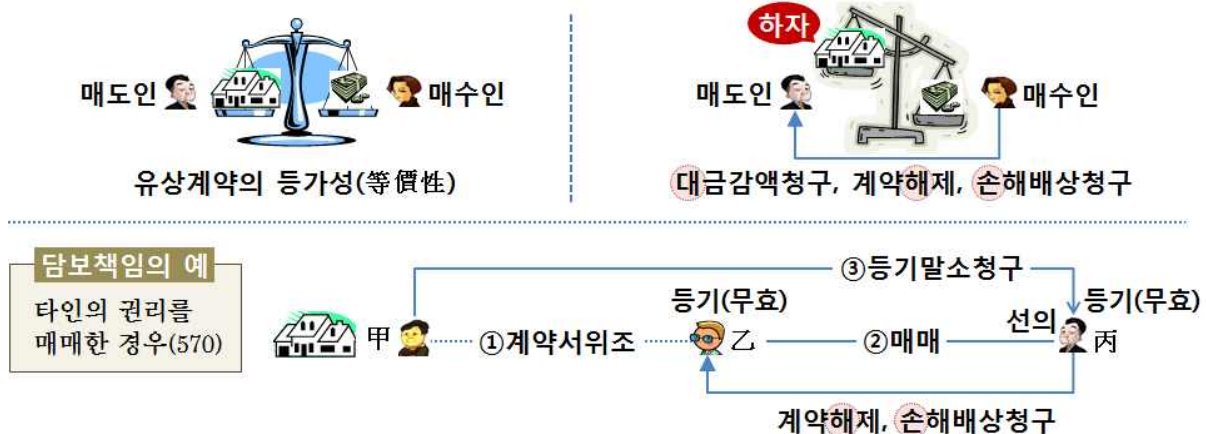 하자
매도인 매수인
유상계약의 등가성(等價性)
매도인 매수인
대금감액청구, 계약해제, 손해배상청구
담보책임의 예
타인의 권리를
매매한 경우(570)
③등기말소청구
등기(무효) 등기(무효)
선의
甲 ①계약서위조 乙 ②매매 丙
계약해제, 손해배상청구